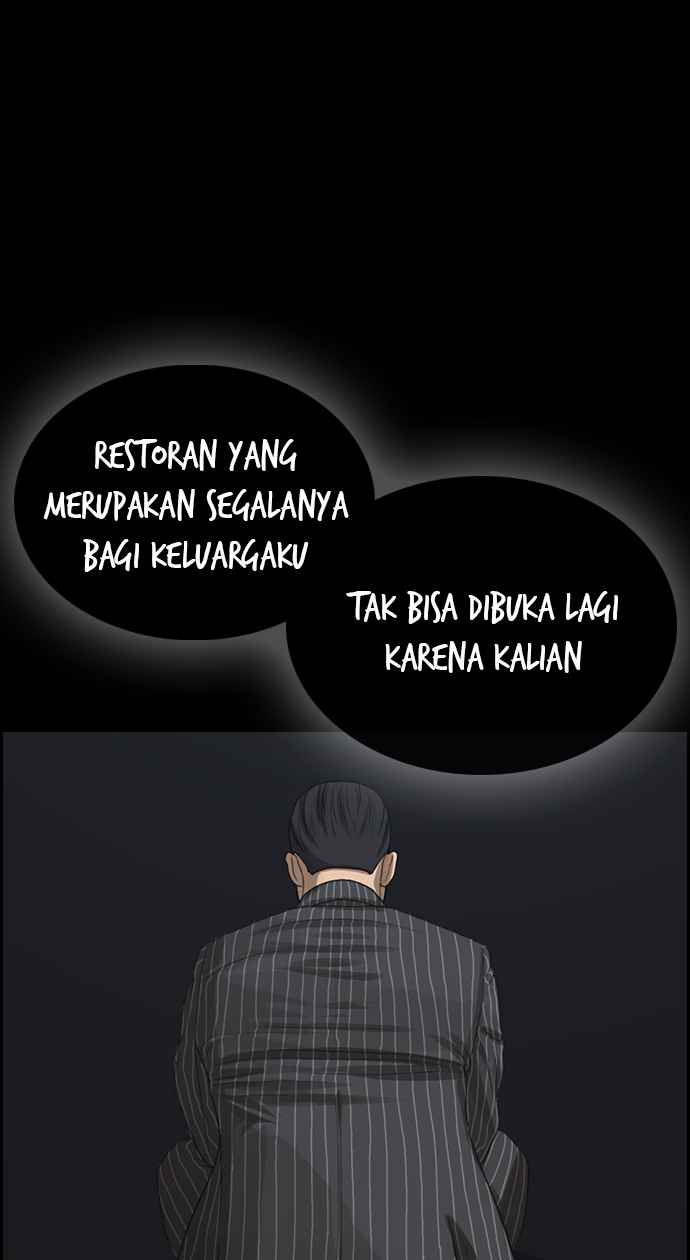 RESTORAN YANG
MERUPAKAN SEGALANYA
BAGI KELUARGAKU
TAK BISA DIBUKA LAGI
KARENA KALIAN